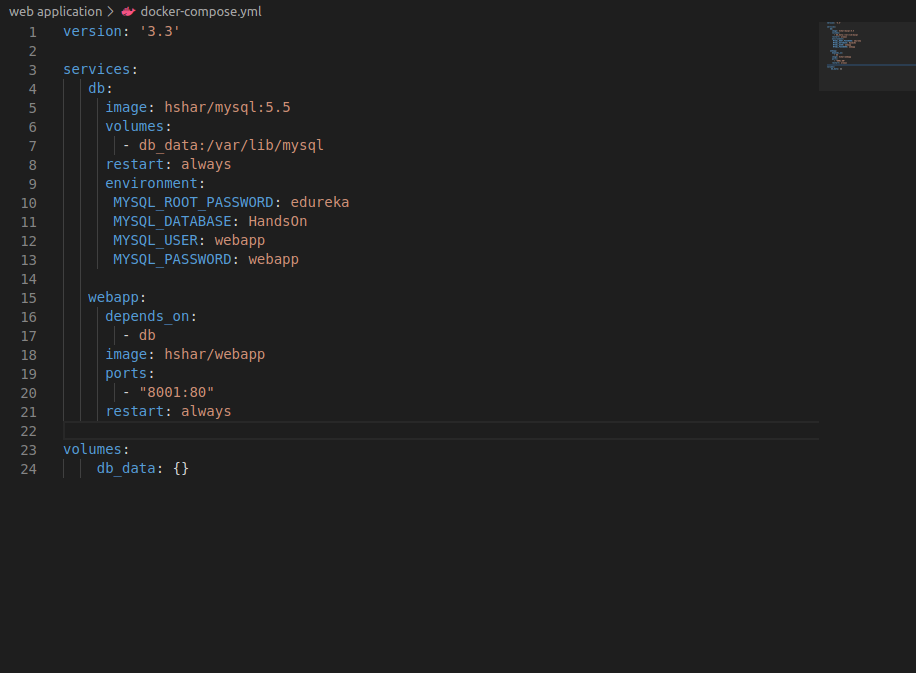 web application > docker-compose.yml
1 version: '3.3'
2
3 services:
4 db:
5 image: hshar/mysql:5.5
6 volumes:
7 - db_data:/var/lib/mysql
8 restart: always
9 environment:
10 MYSQL_ROOT_PASSWORD: edureka
11 MYSQL_DATABASE: HandsOn
12 MYSQL_USER: webapp
13 MYSQL_PASSWORD: webapp
14
15 webapp:
16 depends_on:
17 - db
18 image: hshar/webapp
19 ports:
20 - "8001:80"
21 restart: always
22
23 volumes:
24 db_data: {}